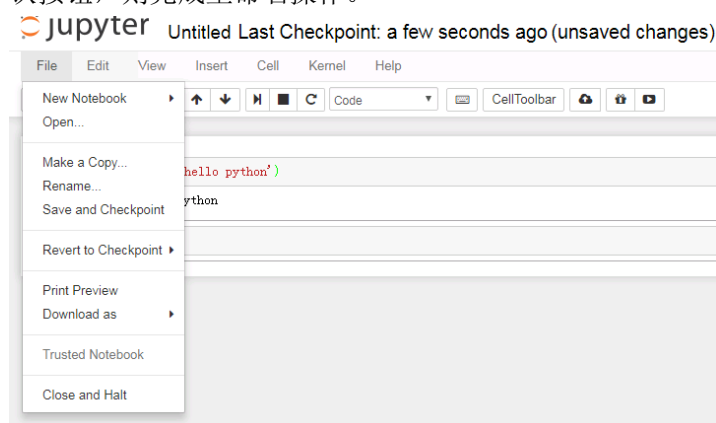 jupyter Untitled Last Checkpoint: a few seconds ago (unsaved changes)
File Edit View Insert Cell Kernel Help
New Notebook
Code CellToolbar
Open...
Make a Copy...
hello python')
Rename...
ython
Save and Checkpoint
Revert to Checkpoint
Print Preview
Download as
Trusted Notebook
Close and Halt